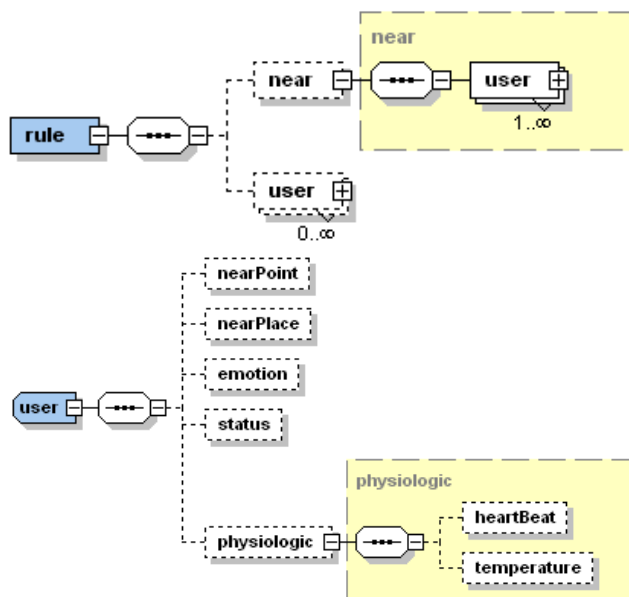 near
near
user
1..∞
rule
user
0..∞
nearPoint
nearPlace
emotion
user
status
physiologic
heartBeat
physiologic
temperature